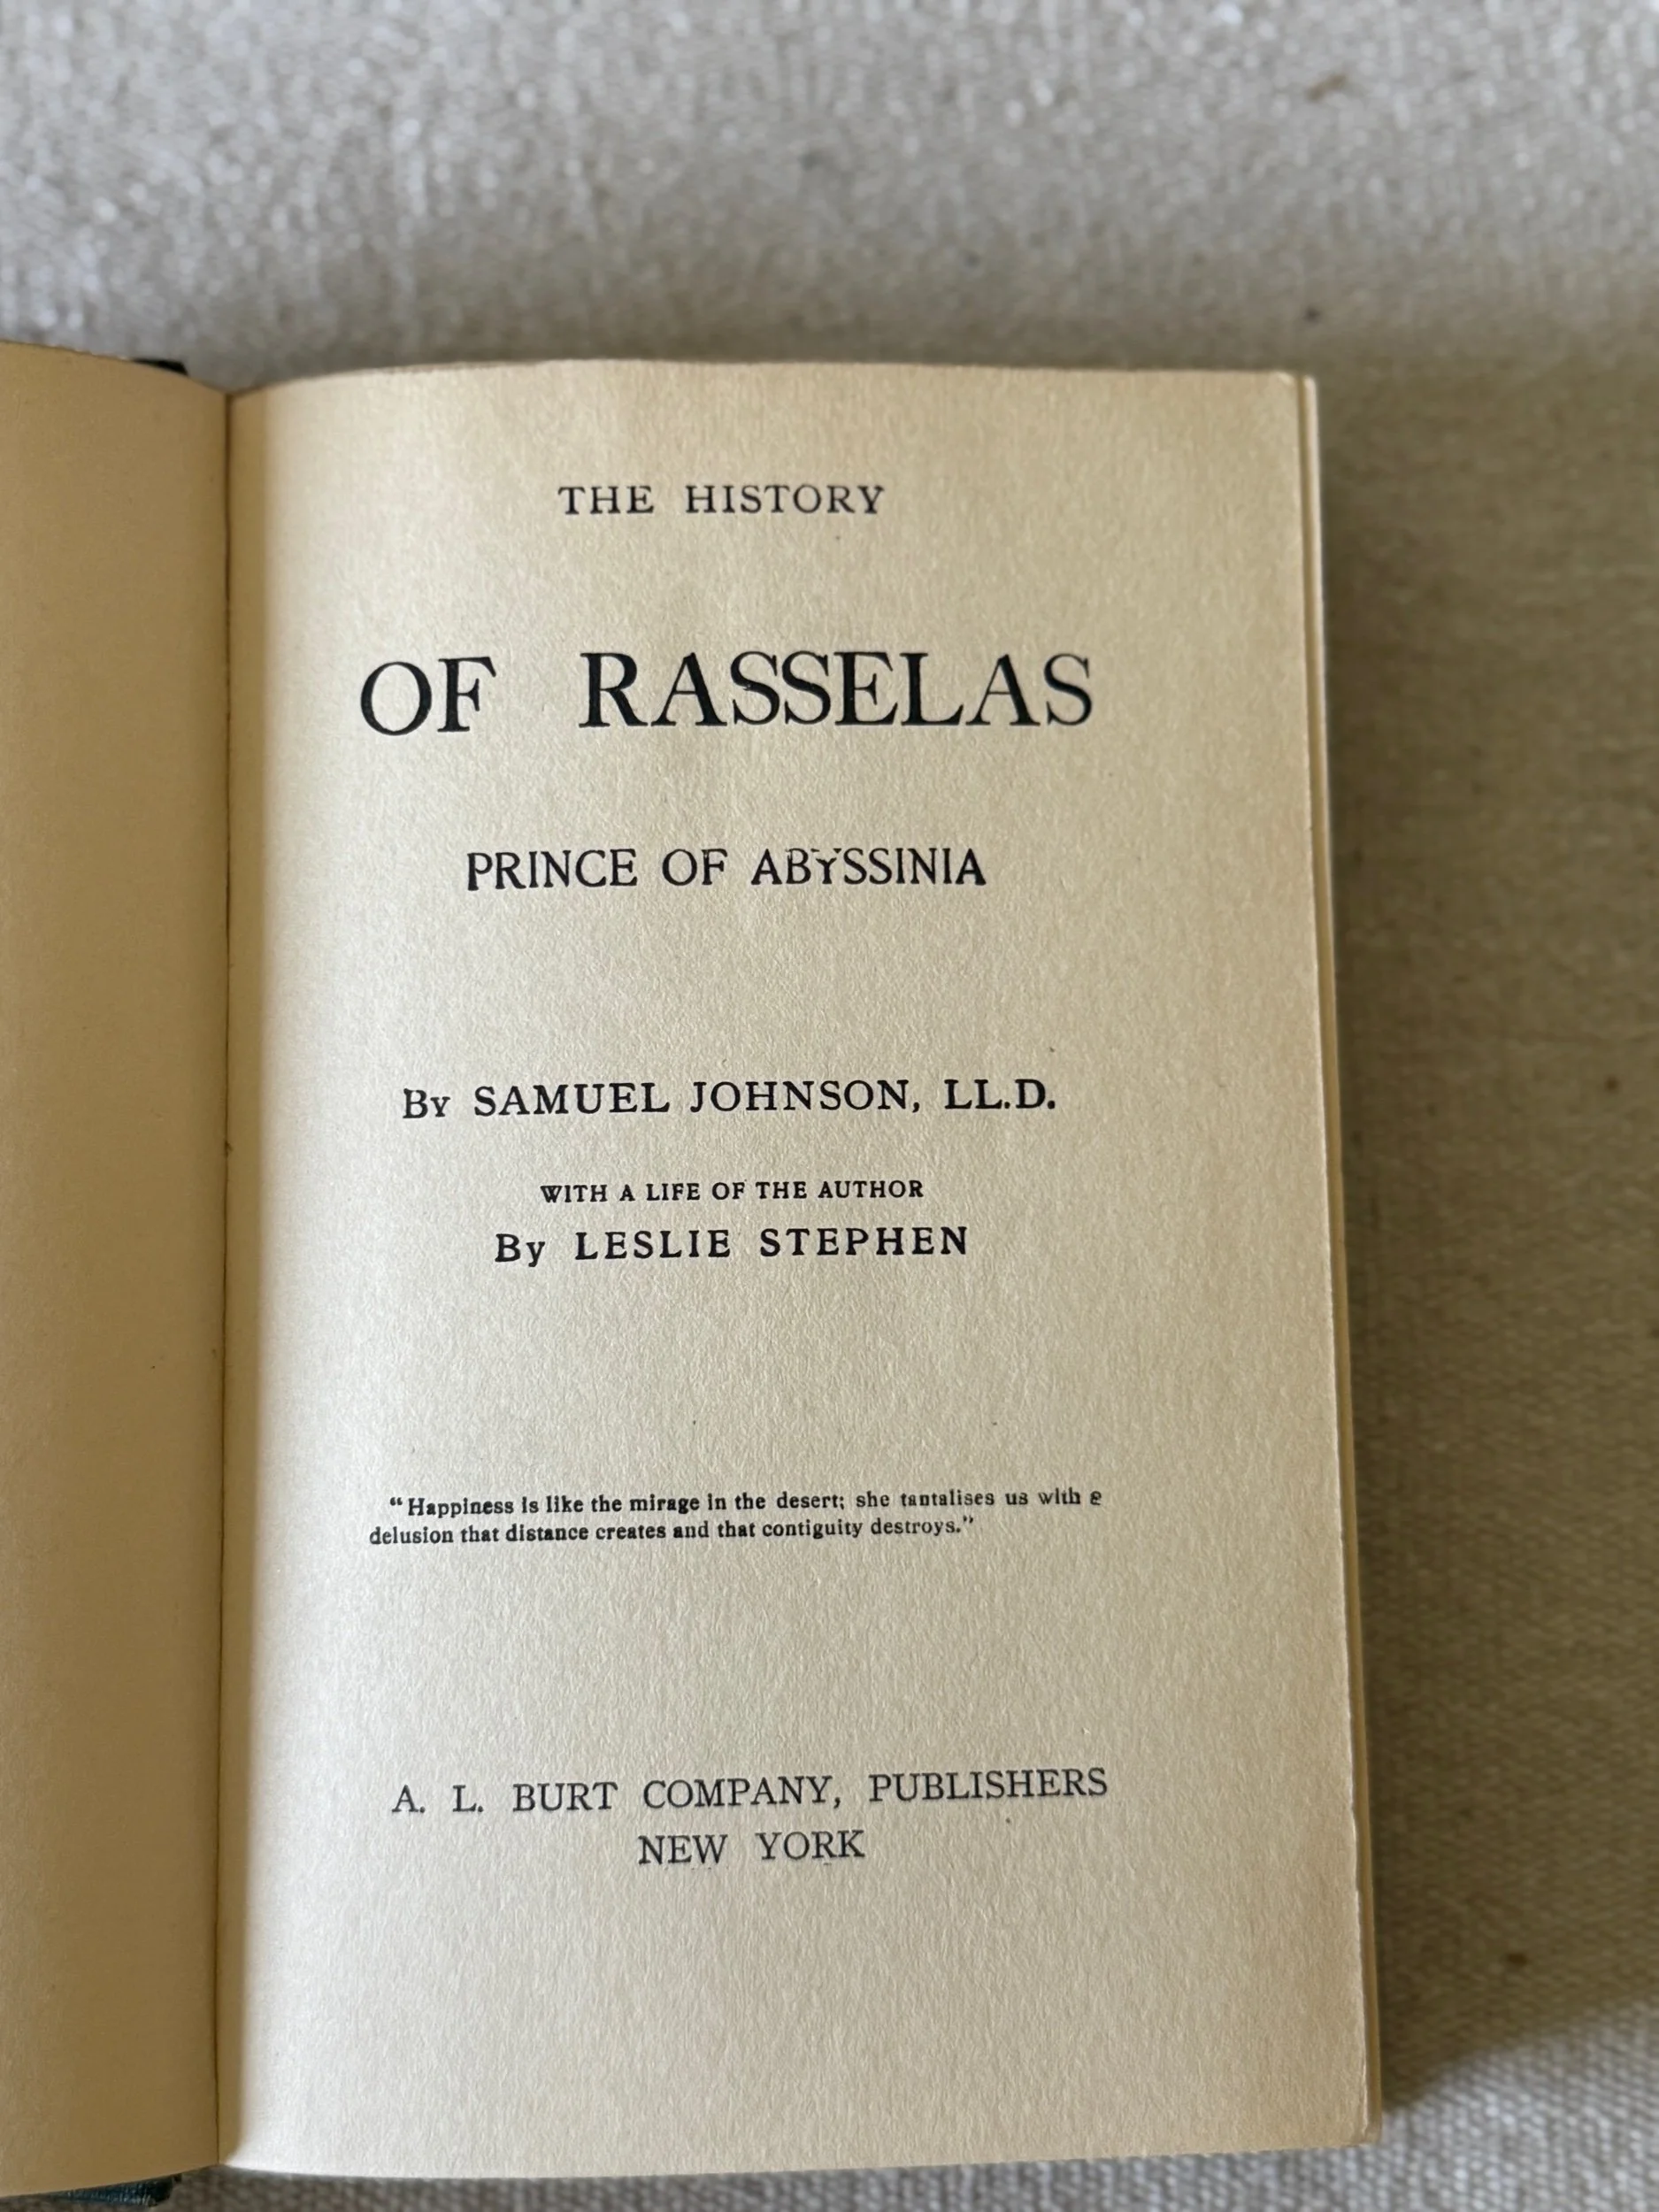 THE HISTORY
OF RASSELAS
PRINCE OF ABYSSINIA
By SAMUEL JOHNSON, LL.D.
WITH A LIFE OF THE AUTHOR
By LESLIE STEPHEN
“Happiness is like the mirage in the desert; she tantalises us with a
delusion that distance creates and that contiguity destroys.”
A. L. BURT COMPANY, PUBLISHERS
NEW YORK